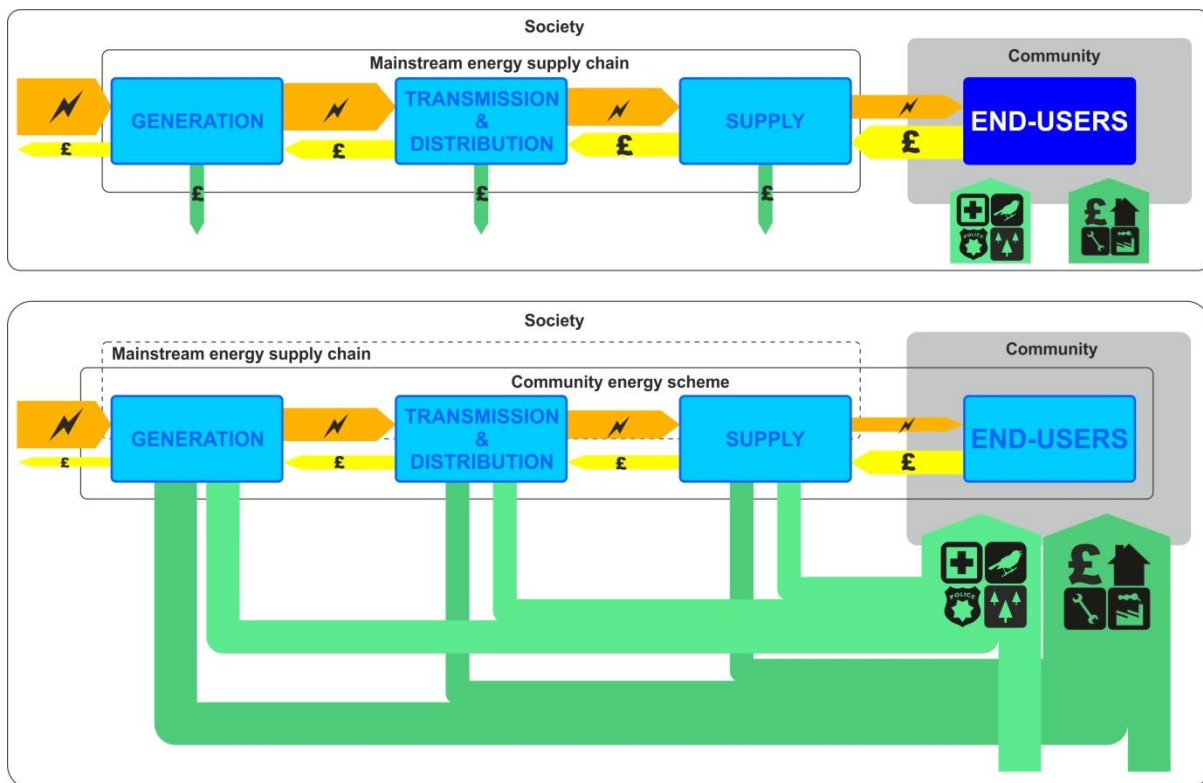 Society
Mainstream energy supply chain
Community
GENERATION
TRANSMISSION
&
DISTRIBUTION
SUPPLY
END-USERS
£
£
£
£
£
£
£
£
POLICE
Society
Mainstream energy supply chain
Community
Community energy scheme
GENERATION
TRANSMISSION
&
DISTRIBUTION
SUPPLY
END-USERS
£
£
£
£
£
POLICE